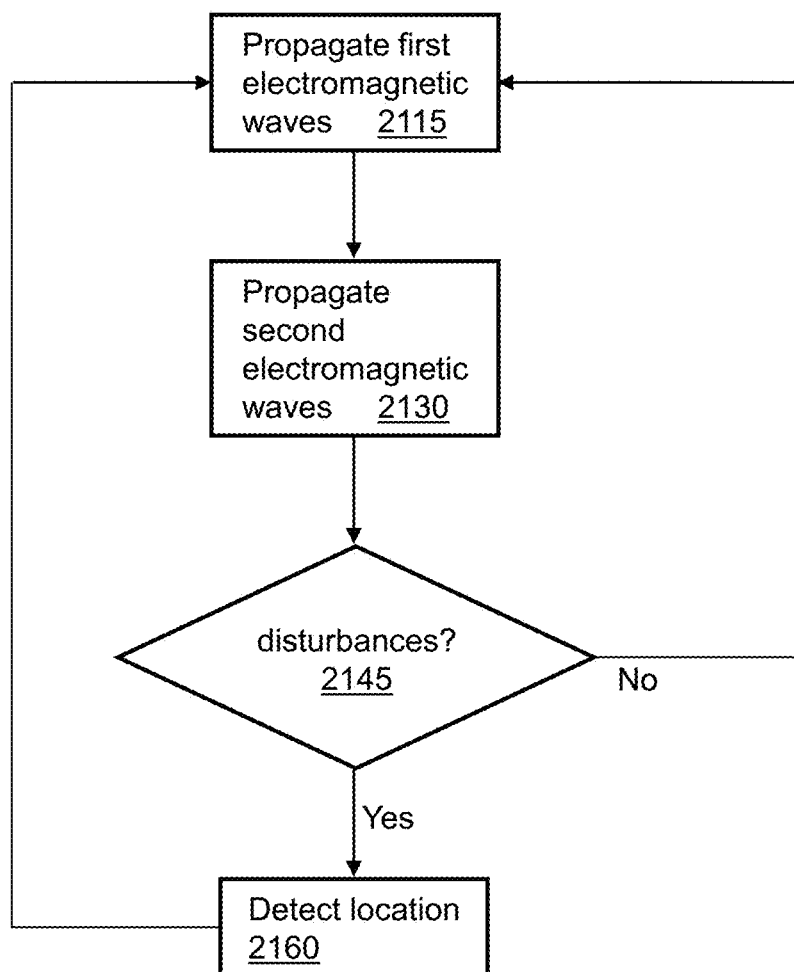 Propagate first
electromagnetic
waves 2115
Propagate
second
electromagnetic
waves 2130
disturbances?
2145
No
Yes
Detect location
2160